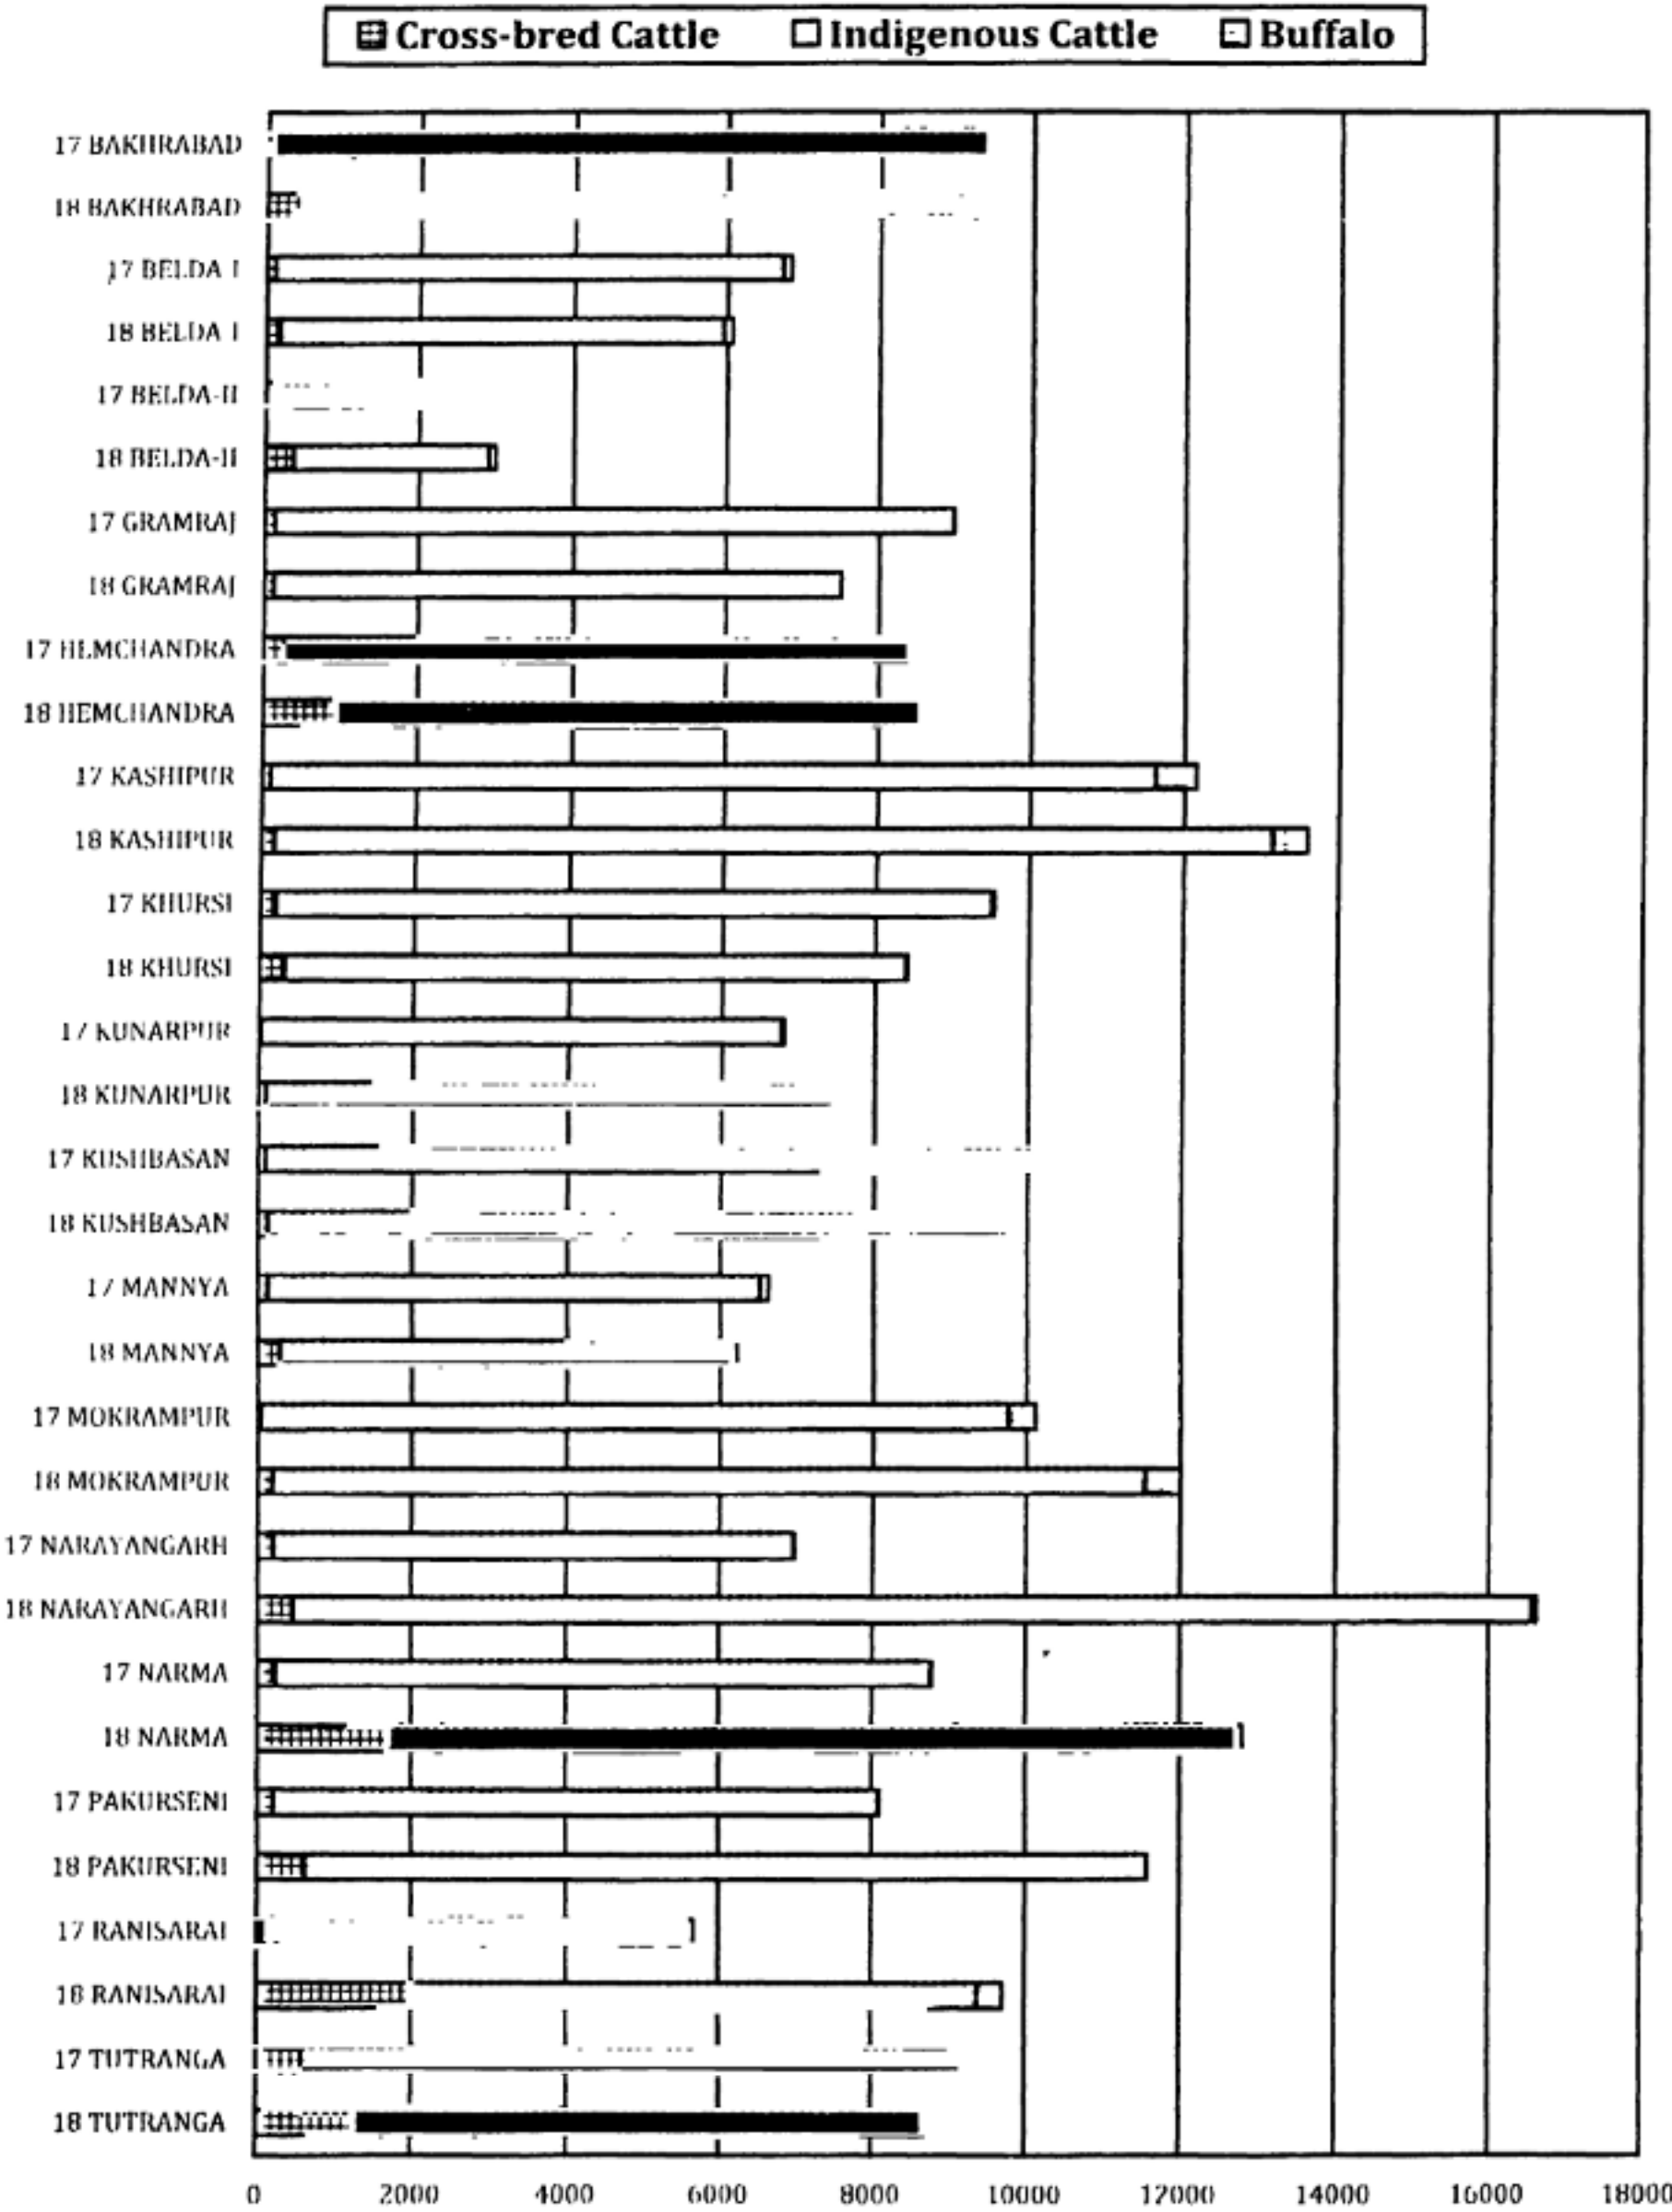 Cross-bred Cattle Indigenous Cattle Buffalo
17 BAKHRABAD
18 BAKHRABAD
17 BELDA I
18 BELDA I
17 BELDA-II
18 BELDA-II
17 GRAMRAJ
18 GRAMRAJ
17 HEMCHANDRA
18 HEMCHANDRA
17 KASHIPUR
18 KASHIPUR
17 KHURSI
18 KHURSI
17 KUNARPUR
18 KUNARPUR
17 KUSHBASAN
18 KUSHBASAN
17 MANNYA
18 MANNYA
17 MOKRAMPUR
18 MOKRAMPUR
17 NARAYANGARH
18 NARAYANGARH
17 NARMA
18 NARMA
17 PAKURSENI
18 PAKURSENI
17 RANISARAI
18 RANISARAI
17 TUTRANGA
18 TUTRANGA
0 2000 4000 6000 8000 10000 12000 14000 16000 18000